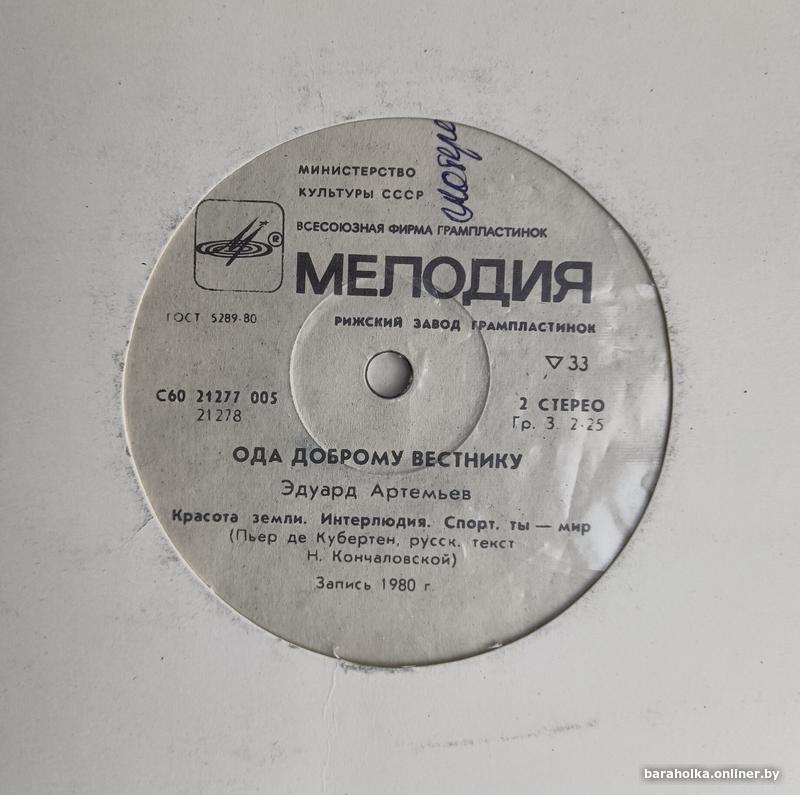 МИНИСТЕРСТВО
КУЛЬТУРЫ СССР
ВСЕСОЮЗНАЯ ФИРМА ГРАМПЛАСТИНОК
®
МЕЛОДИЯ
ГОСТ 5289-80
РИЖСКИЙ ЗАВОД ГРАМПЛАСТИНОК
▽ 33
С60 21277 005
21278
2 СТЕРЕО
Гр. 3. 2-25
ОДА ДОБРОМУ ВЕСТНИКУ
Эдуард Артемьев
Красота земли. Интерлюдия. Спорт, ты — мир
(Пьер де Кубертен, русск. текст
Н. Кончаловской)
Запись 1980 г.
baraholka.onliner.by